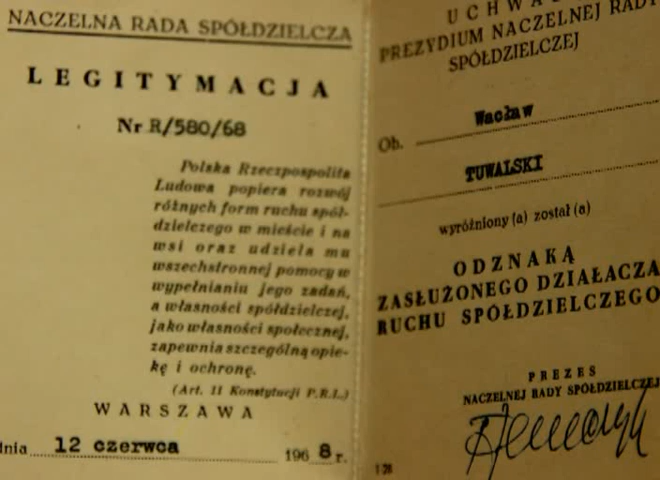 NACZELNA RADA SPÓŁDZIELCZA
LEGITYMACJA
Nr R/580/68
Polska Rzeczpospolita
Ludowa popiera rozwój
różnych form ruchu spół-
dzielczego w mieście i na
wsi oraz udziela mu
wszechstronnej pomocy w
wypełnianiu jego zadań,
a własności spółdzielczej,
jako własności społecznej,
zapewnia szczególną opie-
kę i ochronę.
(Art. 11 Konstytucji P.R.L.)
WARSZAWA
dnia 12 czerwca 1968 r.
UCHWA
PREZYDIUM NACZELNEJ RADY
SPÓŁDZIELCZEJ
Ob. Wacław
TUWALSKI
wyróżniony (a) został (a)
ODZNAKĄ
ZASŁUŻONEGO DZIAŁACZA
RUCHU SPÓŁDZIELCZEGO
PREZES
NACZELNEJ RADY SPÓŁDZIELCZEJ